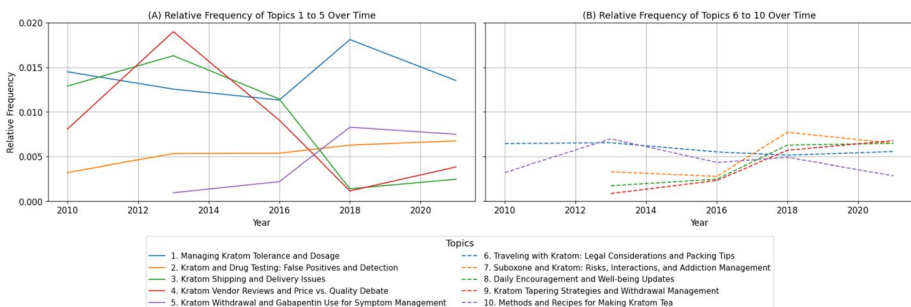 (A) Relative Frequency of Topics 1 to 5 Over Time
(B) Relative Frequency of Topics 6 to 10 Over Time
0.020
0.015
0.010
0.005
0.000
Relative Frequency
2010 2012 2014 2016 2018 2020
Year
2010 2012 2014 2016 2018 2020
Year
Topics
1. Managing Kratom Tolerance and Dosage
2. Kratom and Drug Testing: False Positives and Detection
3. Kratom Shipping and Delivery Issues
4. Kratom Vendor Reviews and Price vs. Quality Debate
5. Kratom Withdrawal and Gabapentin Use for Symptom Management
6. Traveling with Kratom: Legal Considerations and Packing Tips
7. Suboxone and Kratom: Risks, Interactions, and Addiction Management
8. Daily Encouragement and Well-being Updates
9. Kratom Tapering Strategies and Withdrawal Management
10. Methods and Recipes for Making Kratom Tea